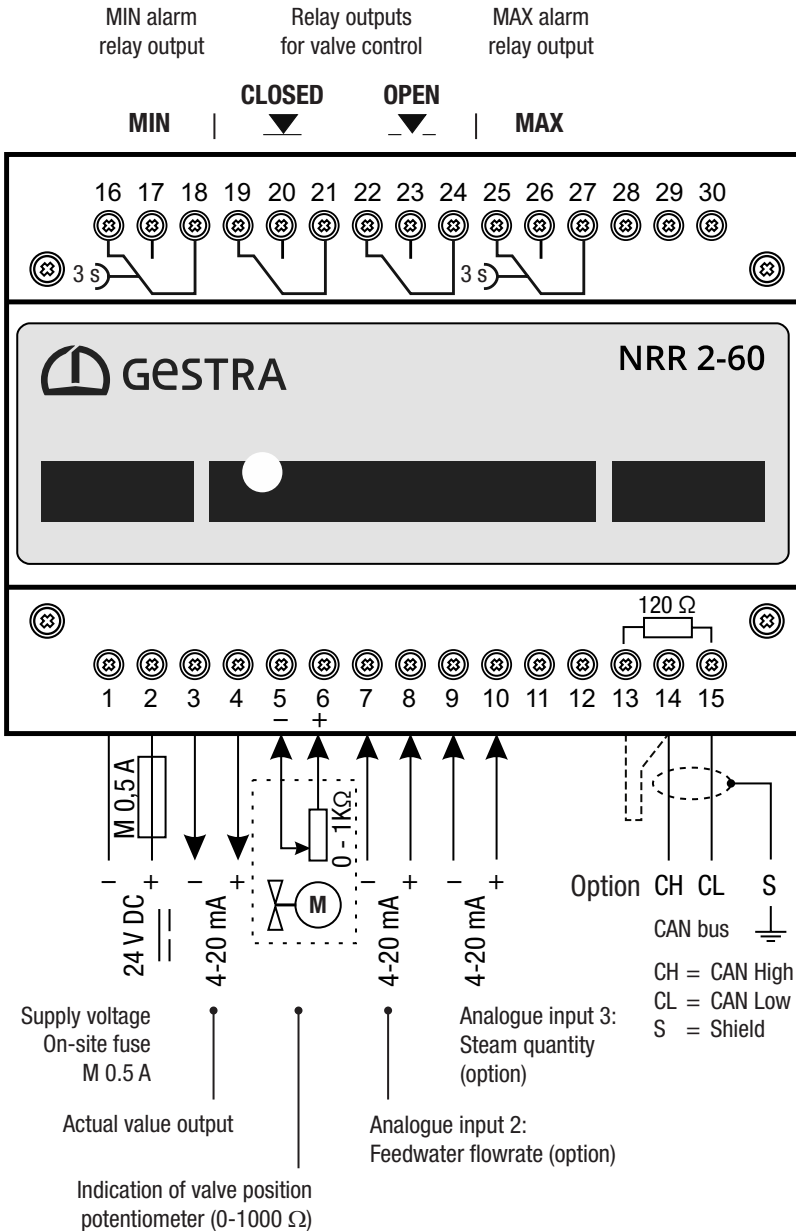 MIN alarm
relay output
Relay outputs
for valve control
MAX alarm
relay output
CLOSED OPEN
MIN | | MAX
16 17 18 19 20 21 22 23 24 25 26 27 28 29 30
3 s 3 s
GESTRA
NRR 2-60
120 Ω
1 2 3 4 5 6 7 8 9 10 11 12 13 14 15
– +
M 0,5 A
0 - 1KΩ
– + – + – + – +
24 V DC
4-20 mA
M
4-20 mA
4-20 mA
Option CH CL S
CAN bus
CH = CAN High
CL = CAN Low
S = Shield
Supply voltage
On-site fuse
M 0.5 A
Analogue input 3:
Steam quantity
(option)
Actual value output
Analogue input 2:
Feedwater flowrate (option)
Indication of valve position
potentiometer (0-1000 Ω)